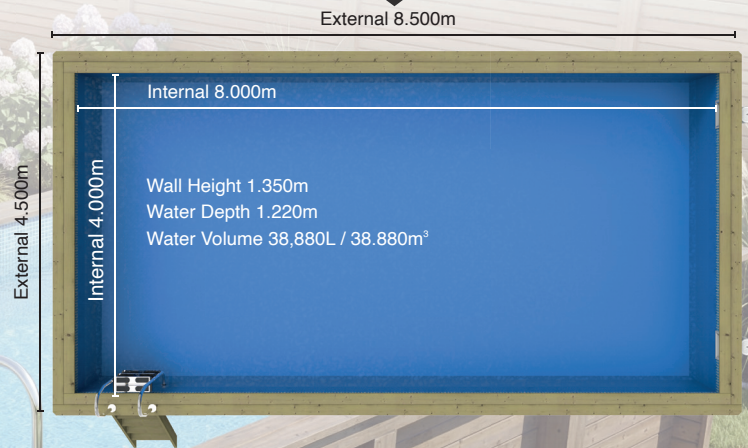 External 8.500m
Internal 8.000m
External 4.500m
Internal 4.000m
Wall Height 1.350m
Water Depth 1.220m
Water Volume 38,880L / 38.880m³